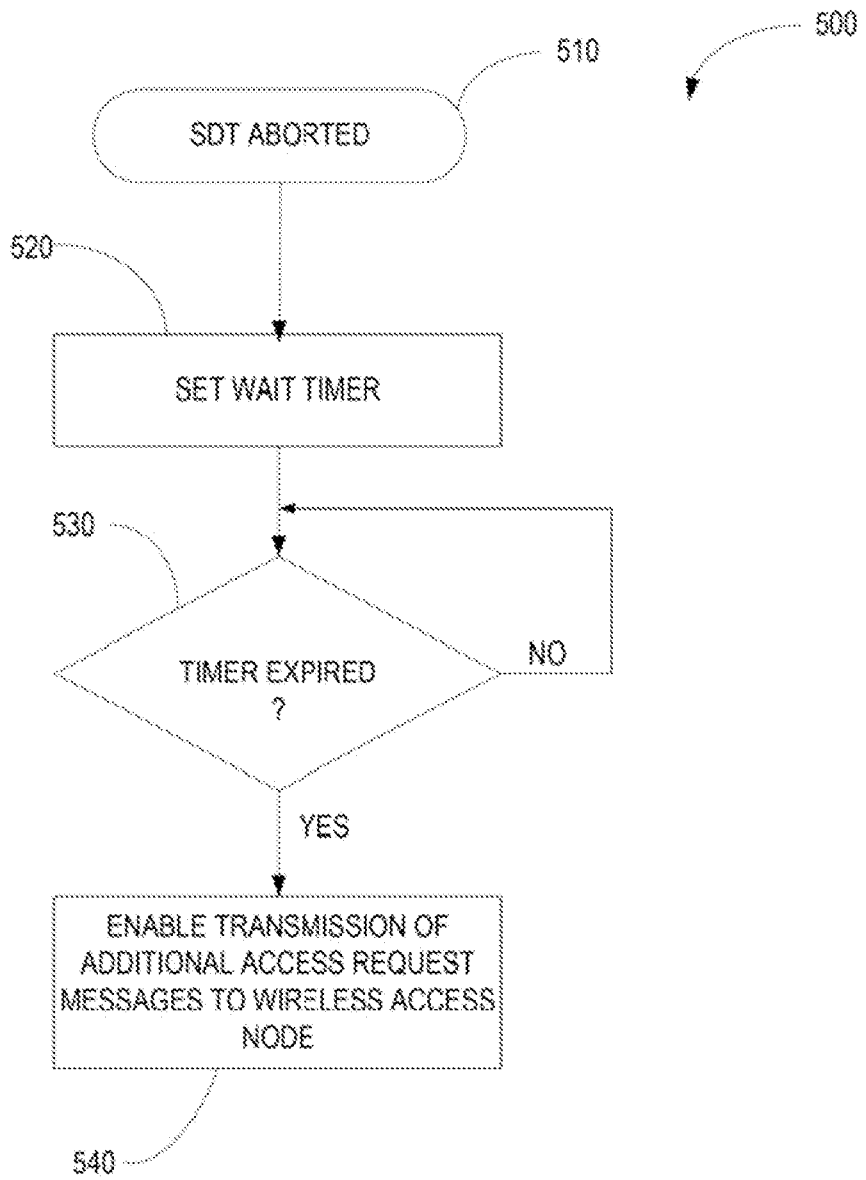 500
510
SDT ABORTED
520
SET WAIT TIMER
530
TIMER EXPIRED
?
NO
YES
ENABLE TRANSMISSION OF
ADDITIONAL ACCESS REQUEST
MESSAGES TO WIRELESS ACCESS
NODE
540